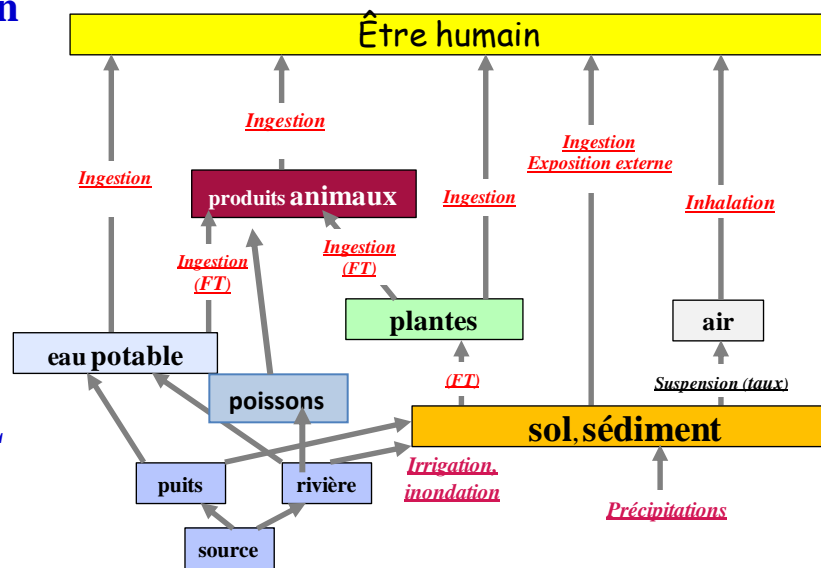 n
Être humain
Ingestion
Ingestion
Exposition externe
Ingestion
Ingestion
Inhalation
produits animaux
Ingestion
(FT)
Ingestion
(FT)
plantes
air
eau potable
(FT)
Suspension (taux)
poissons
sol, sédiment
puits
rivière
Irrigation,
inondation
Précipitations
source